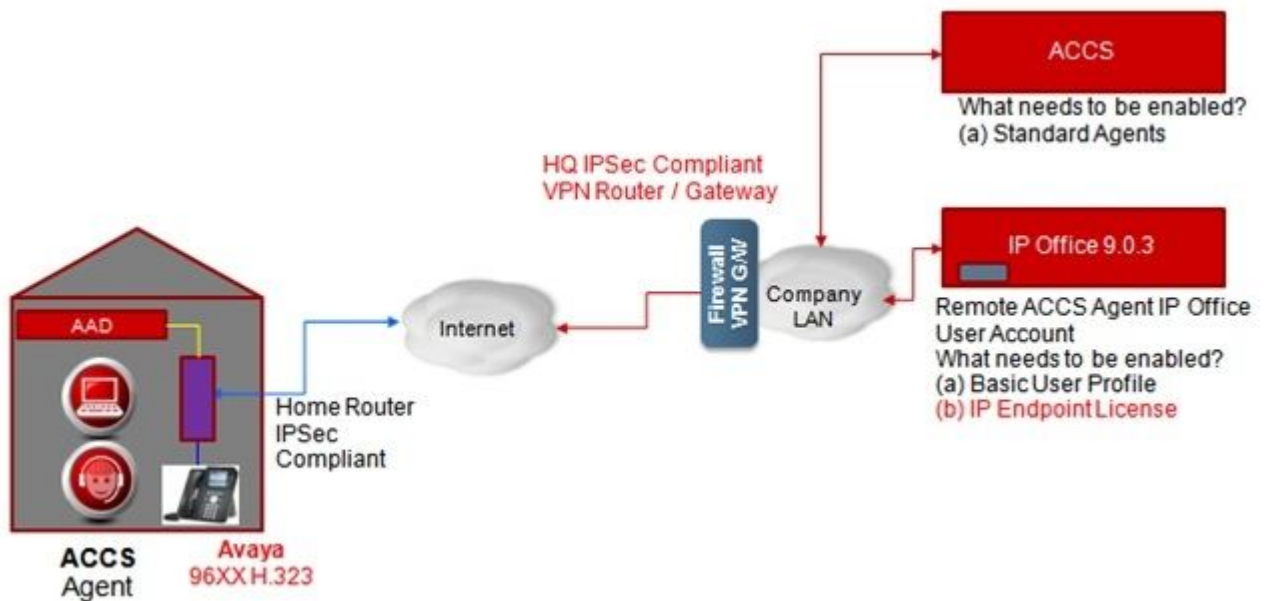 ACCS
What needs to be enabled?
(a) Standard Agents
HQ IPSec Compliant
VPN Router / Gateway
IP Office 9.0.3
Firewall
VPN G/W
Company
LAN
Internet
Remote ACCS Agent IP Office
User Account
What needs to be enabled?
(a) Basic User Profile
(b) IP Endpoint License
AAD
Home Router
IPSec
Compliant
ACCS
Agent
Avaya
96XX H.323